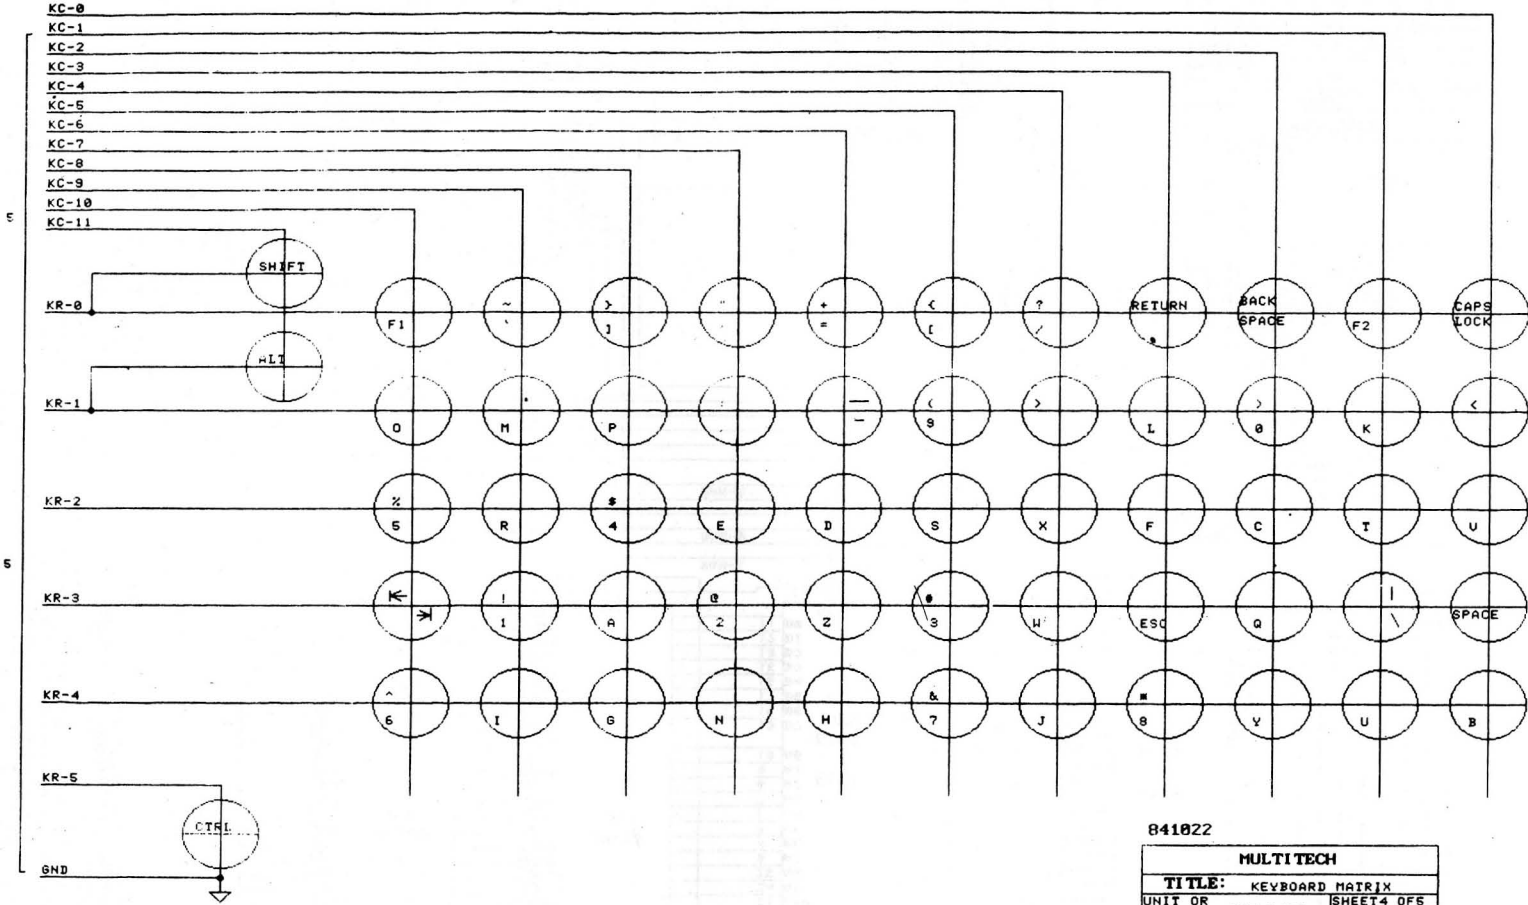 KC-0
KC-1
KC-2
KC-3
KC-4
KC-5
KC-6
KC-7
KC-8
KC-9
KC-10
KC-11
5
SHIFT
KR-0
F1
~
`
}
]
+
=
{
[
?
/
RETURN
BACK
SPACE
F2
CAPS
LOCK
ALT
KR-1
O
M
P
—
–
(
9
>
L
)
0
K
<
KR-2
%
5
R
$
4
E
D
S
X
F
C
T
V
5
KR-3
!
1
A
@
2
Z
#
3
W
ESC
Q
|
\
SPACE
KR-4
^
6
I
G
N
H
&
7
J
*
8
Y
U
B
KR-5
CTRL
GND
841022
MULTITECH
TITLE: KEYBOARD MATRIX
UNIT OR SHEET4 OF5